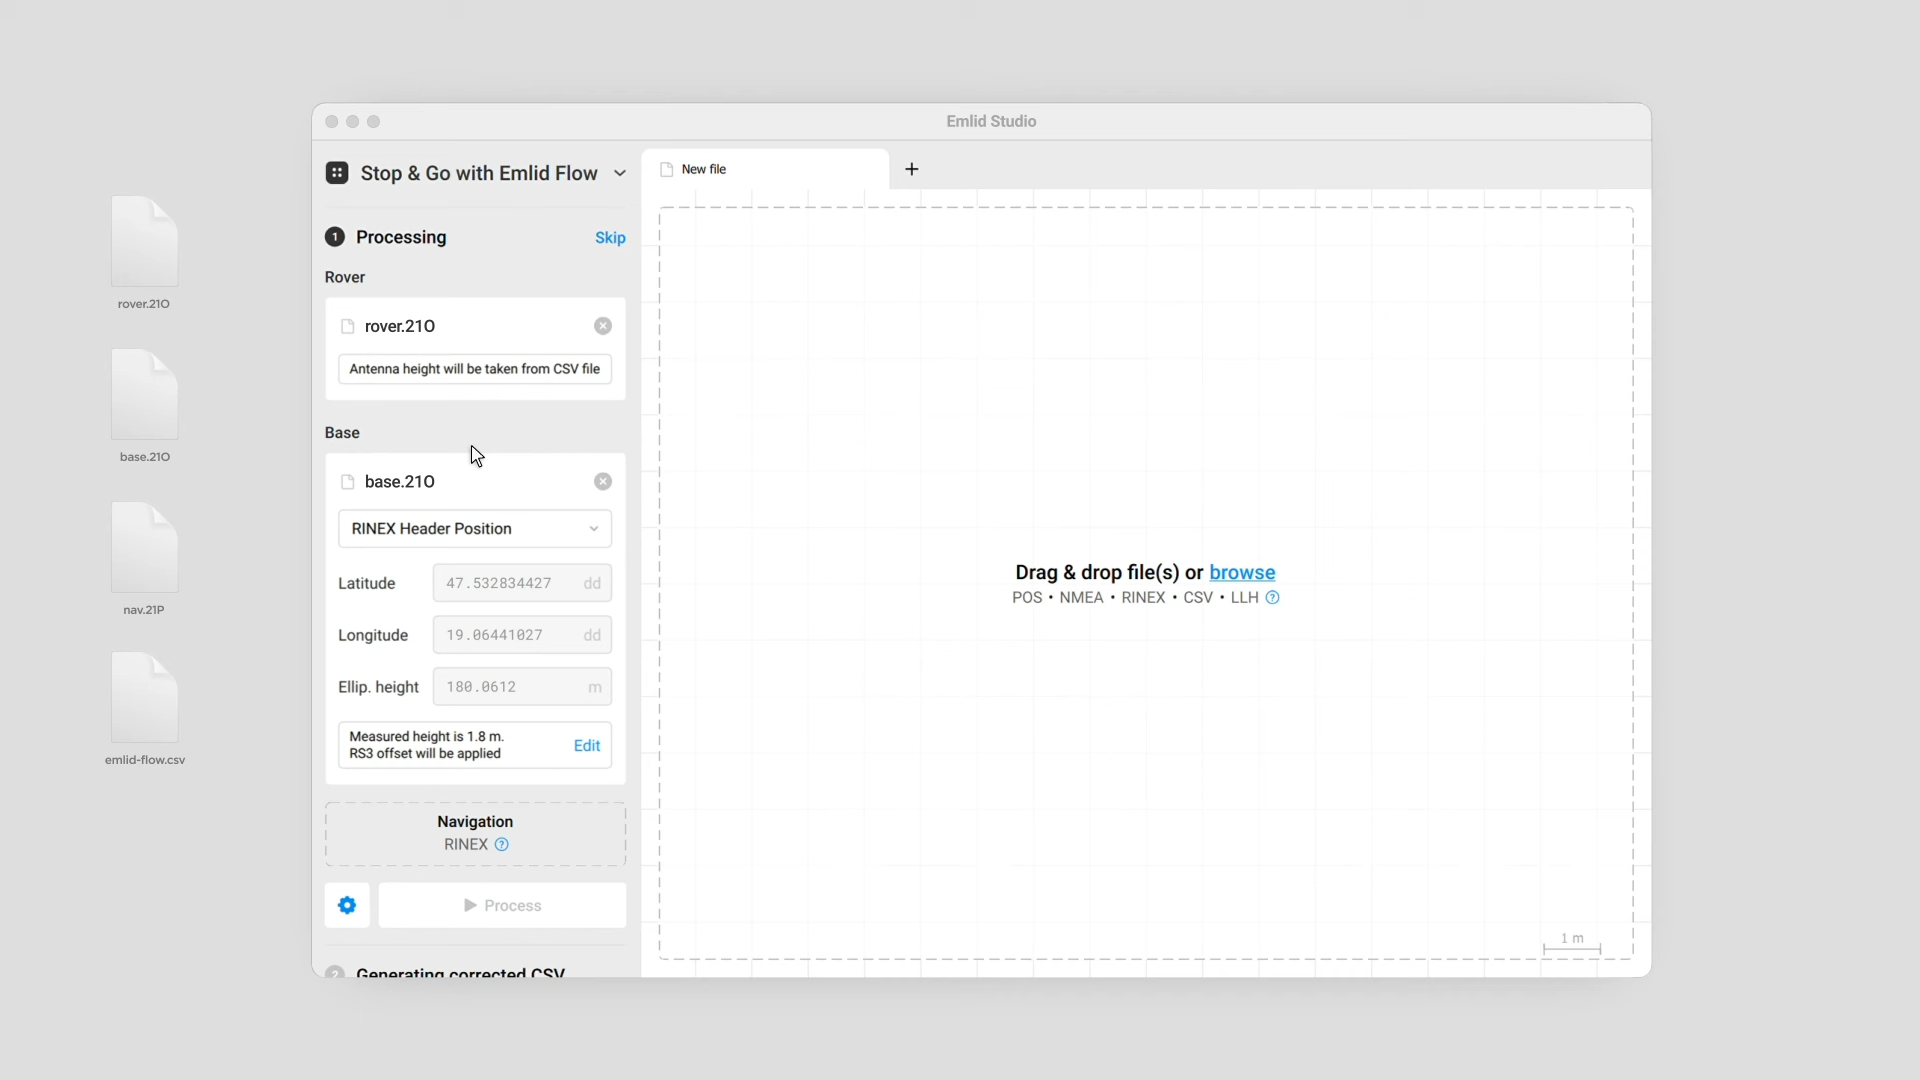 Emlid Studio
Stop & Go with Emlid Flow
New file
+
1 Processing
Skip
Rover
rover.21O
Antenna height will be taken from CSV file
Base
base.21O
RINEX Header Position
Latitude
47.532834427 dd
Longitude
19.06441027 dd
Ellip. height
180.0612 m
Measured height is 1.8 m.
RS3 offset will be applied
Edit
Navigation
RINEX ?
Process
2 Generating corrected CSV
Drag & drop file(s) or browse
POS • NMEA • RINEX • CSV • LLH ?
1 m
rover.21O
base.21O
nav.21P
emlid-flow.csv